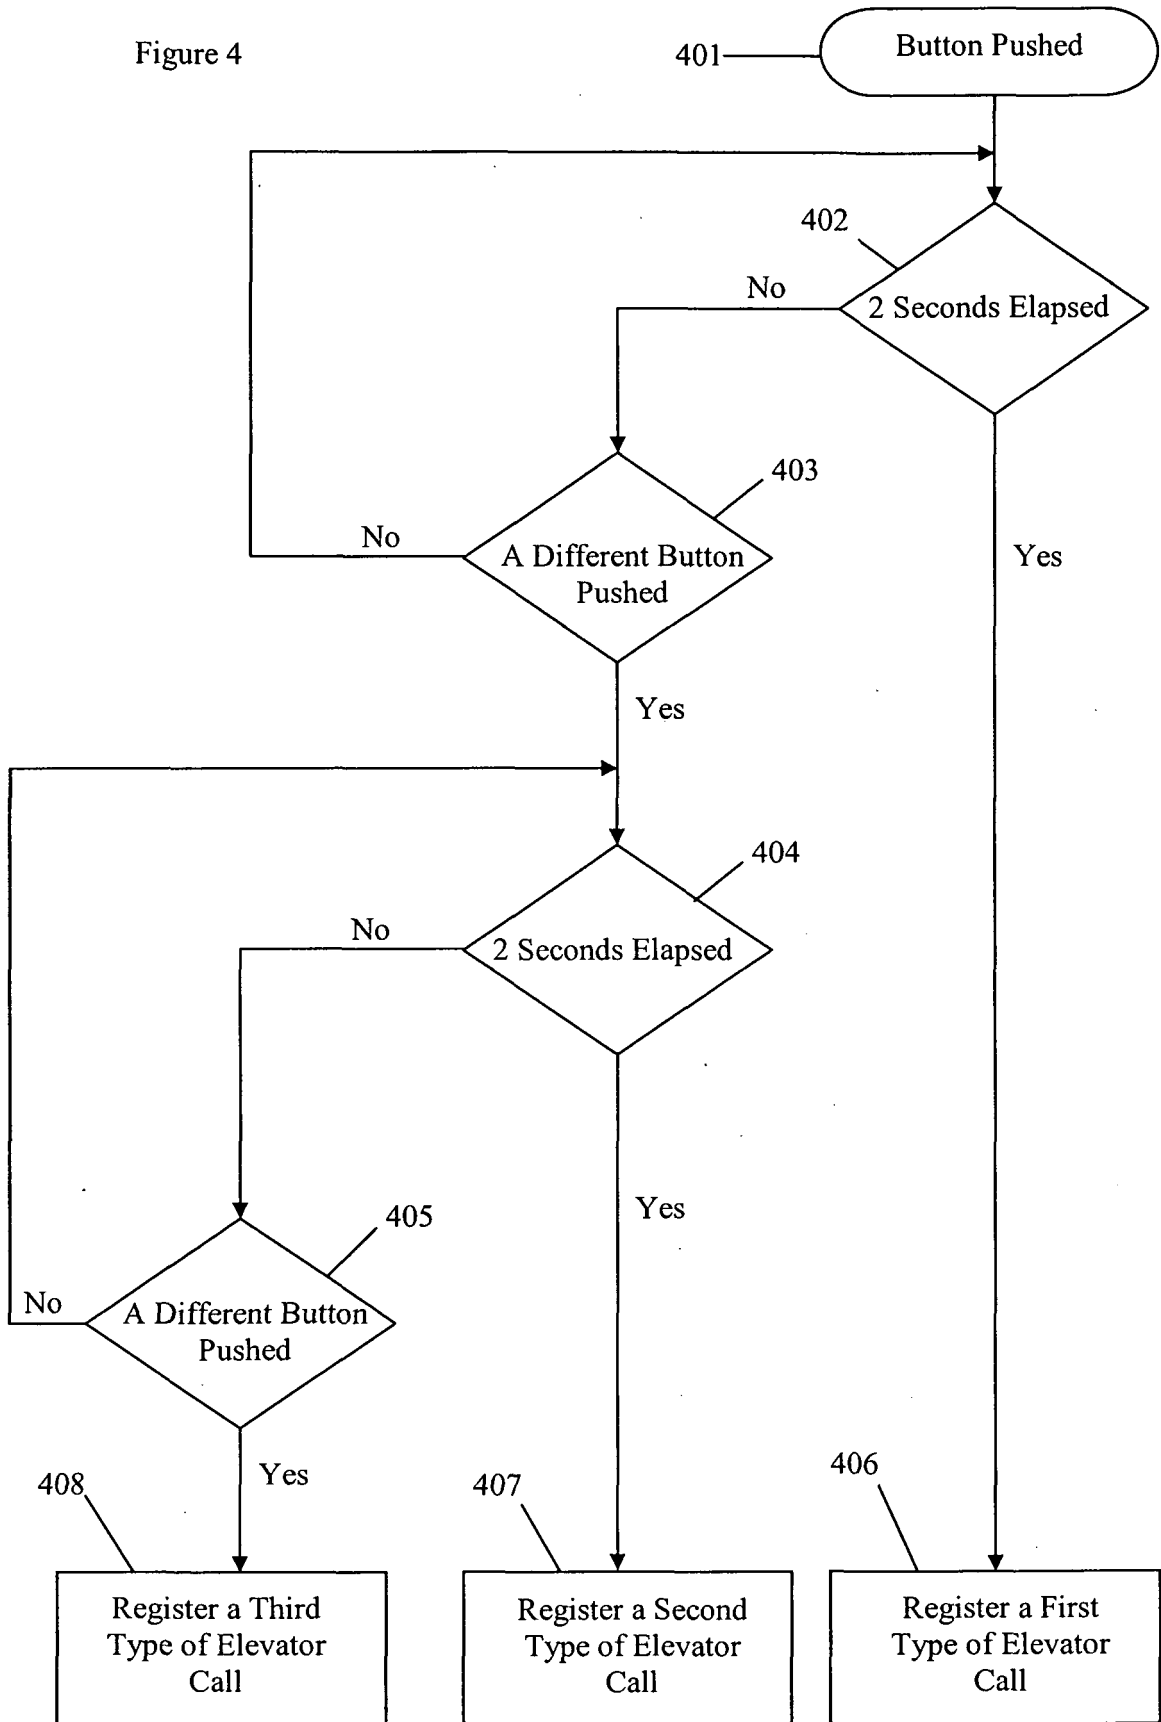 Figure 4
401
Button Pushed
402
No
2 Seconds Elapsed
403
No
A Different Button
Pushed
Yes
Yes
404
No
2 Seconds Elapsed
405
Yes
No
A Different Button
Pushed
Yes
408
407
406
Register a Third
Type of Elevator
Call
Register a Second
Type of Elevator
Call
Register a First
Type of Elevator
Call